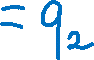 = q₂